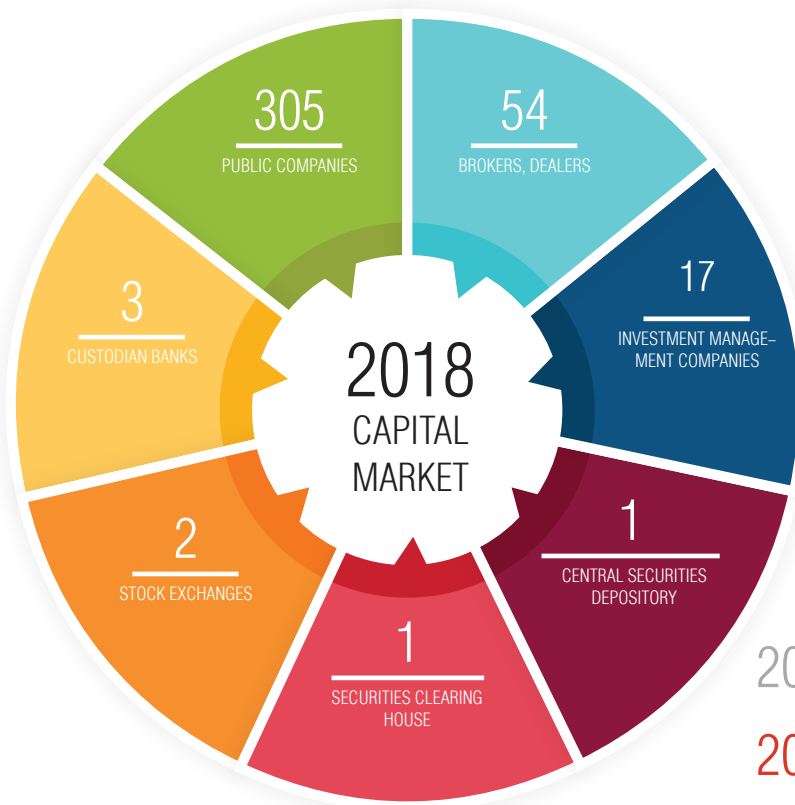 305
PUBLIC COMPANIES
54
BROKERS, DEALERS
17
INVESTMENT MANAGE–
MENT COMPANIES
3
CUSTODIAN BANKS
2018
CAPITAL
MARKET
1
CENTRAL SECURITIES
DEPOSITORY
2
STOCK EXCHANGES
1
SECURITIES CLEARING
HOUSE